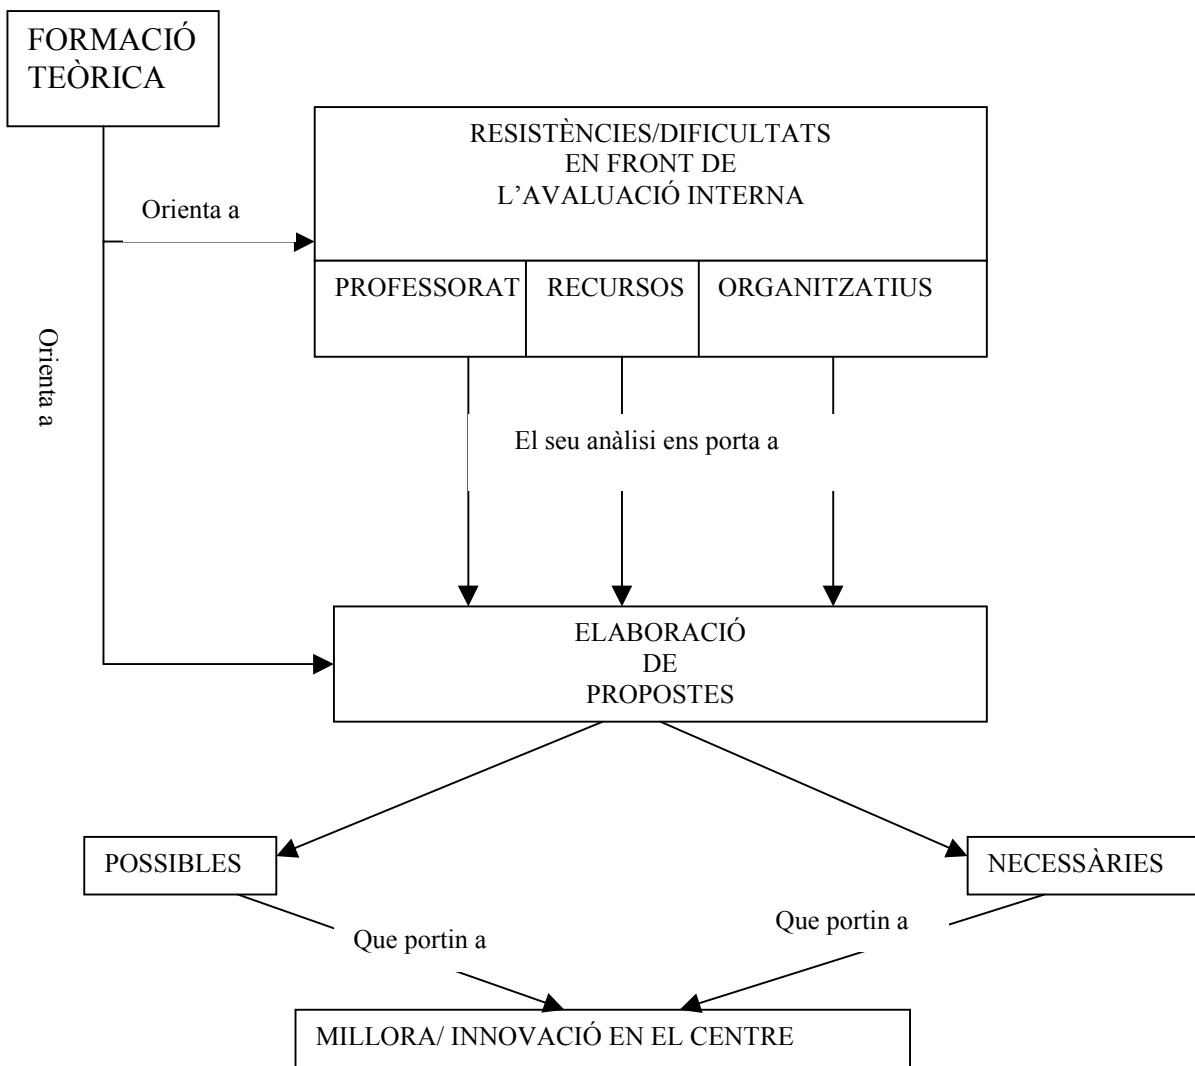 FORMACIÓ
TEÒRICA
RESISTÈNCIES/DIFICULTATS
EN FRONT DE
L’AVALUACIÓ INTERNA
Orienta a
PROFESSORAT
RECURSOS
ORGANITZATIUS
Orienta a
El seu anàlisi ens porta a
ELABORACIÓ
DE
PROPOSTES
POSSIBLES
NECESSÀRIES
Que portin a
Que portin a
MILLORA/ INNOVACIÓ EN EL CENTRE